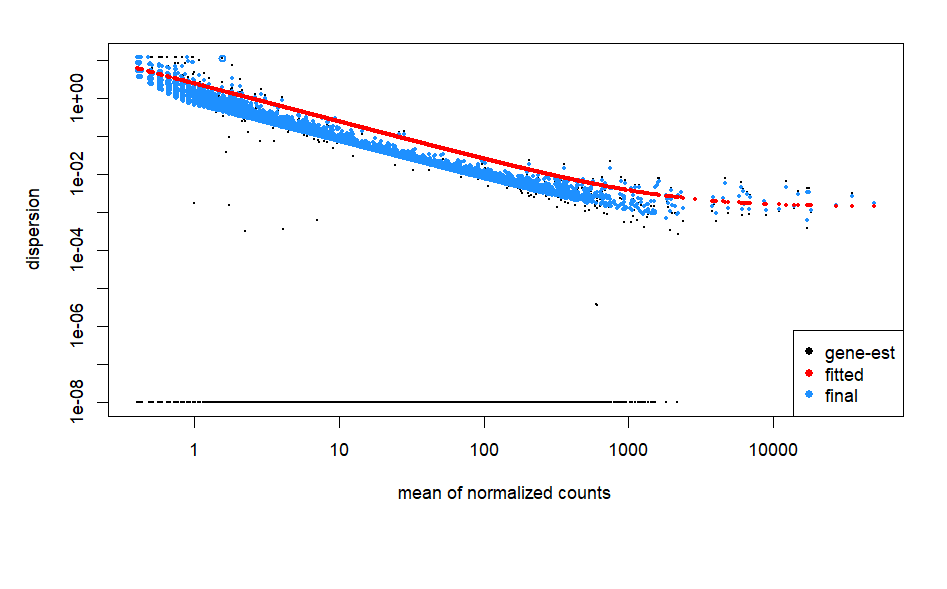 dispersion
1e+00
1e-02
1e-04
1e-06
1e-08
1 10 100 1000 10000
mean of normalized counts
gene-est
fitted
final